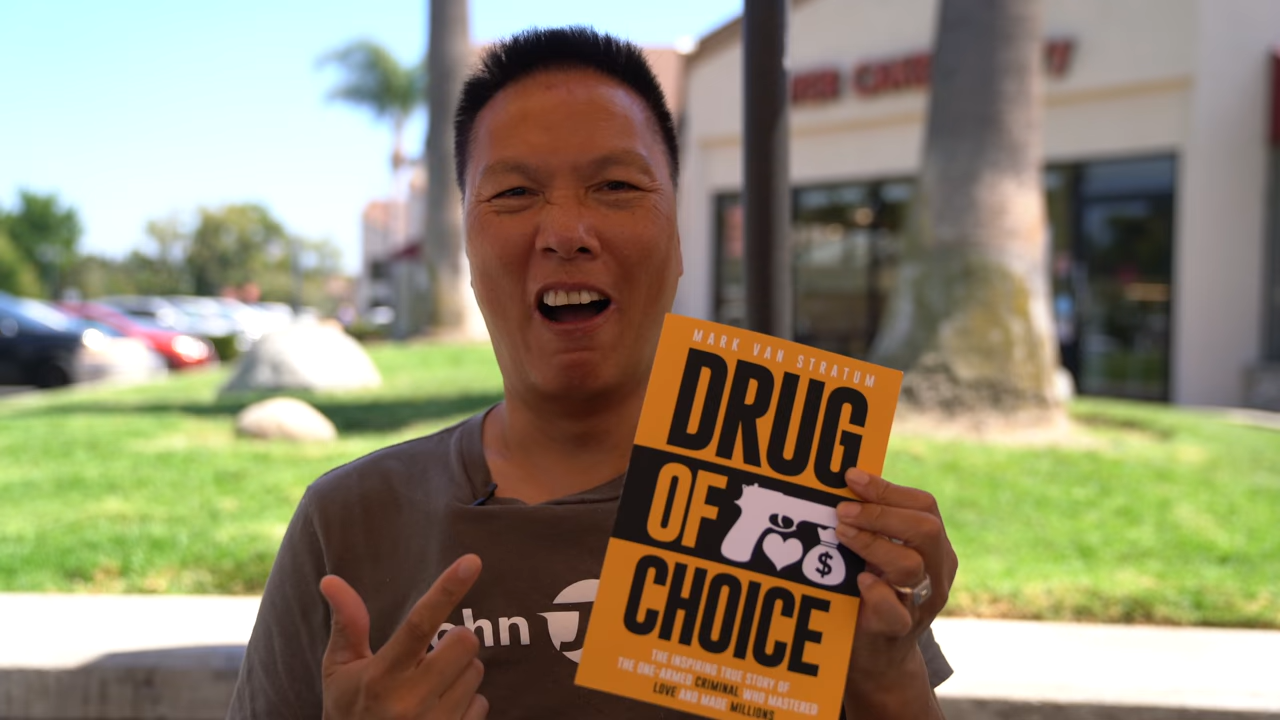 MARK VAN STRATUM
DRUG
OF
$
CHOICE
THE INSPIRING TRUE STORY OF
THE ONE-ARMED CRIMINAL WHO MASTERED
LOVE AND MADE MILLIONS